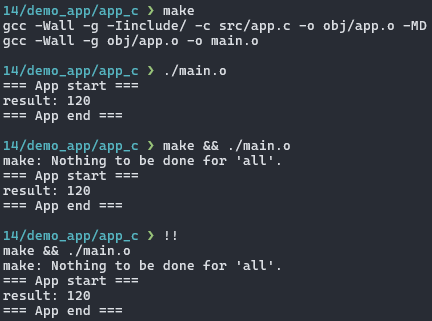 14/demo_app/app_c ❯ make
gcc -Wall -g -Iinclude/ -c src/app.c -o obj/app.o -MD
gcc -Wall -g obj/app.o -o main.o
14/demo_app/app_c ❯ ./main.o
=== App start ===
result: 120
=== App end ===
14/demo_app/app_c ❯ make && ./main.o
make: Nothing to be done for 'all'.
=== App start ===
result: 120
=== App end ===
14/demo_app/app_c ❯ !!
make && ./main.o
make: Nothing to be done for 'all'.
=== App start ===
result: 120
=== App end ===